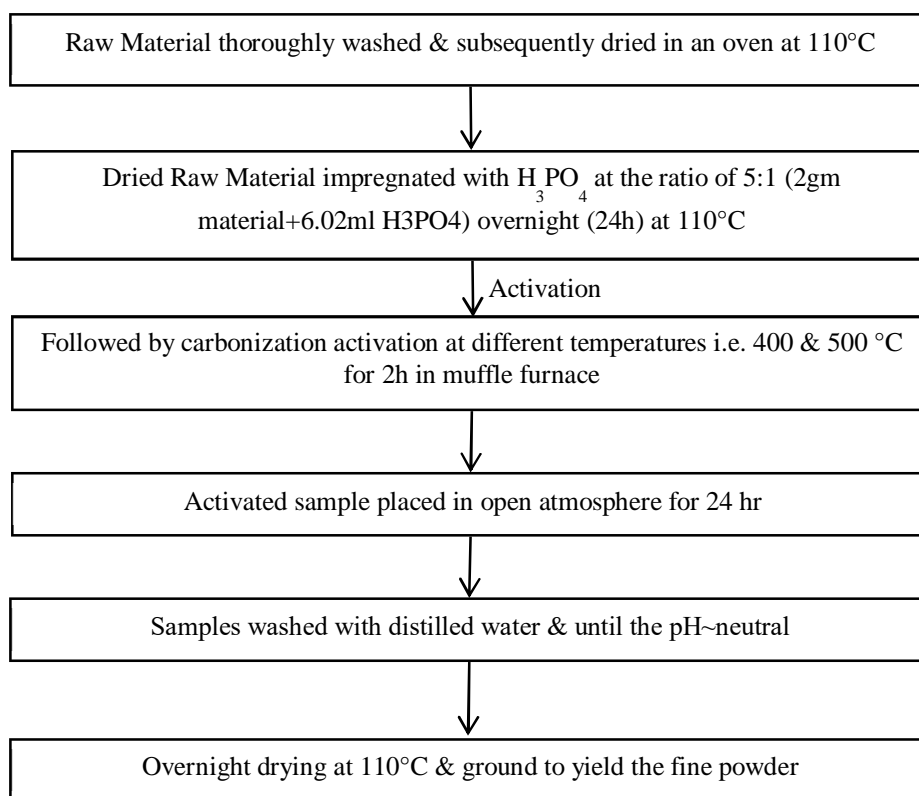 Raw Material thoroughly washed & subsequently dried in an oven at 110°C
Dried Raw Material impregnated with H₃PO₄ at the ratio of 5:1 (2gm
material+6.02ml H3PO4) overnight (24h) at 110°C
Activation
Followed by carbonization activation at different temperatures i.e. 400 & 500 °C
for 2h in muffle furnace
Activated sample placed in open atmosphere for 24 hr
Samples washed with distilled water & until the pH~neutral
Overnight drying at 110°C & ground to yield the fine powder